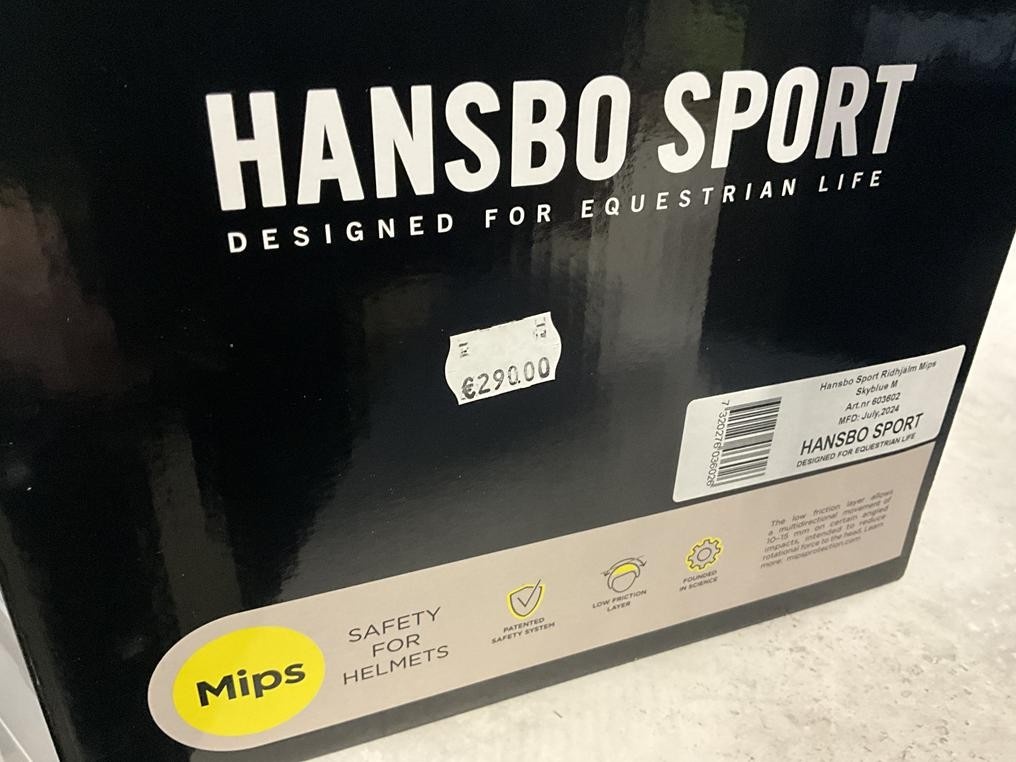 HANSBO SPORT
DESIGNED FOR EQUESTRIAN LIFE
€290.00
Hansbo Sport Ridhjälm Mips
Skyblue M
Art.nr 603602
MFD: July,2024
HANSBO SPORT
DESIGNED FOR EQUESTRIAN LIFE
7 320276 036026
Mips
SAFETY
FOR
HELMETS
PATENTED
SAFETY SYSTEM
LOW FRICTION
LAYER
FOUNDED
IN SCIENCE
The low friction layer allows
a multidirectional movement of
10-15 mm on certain angled
impacts, intended to reduce
rotational force to the head. Learn
more: mipsprotection.com